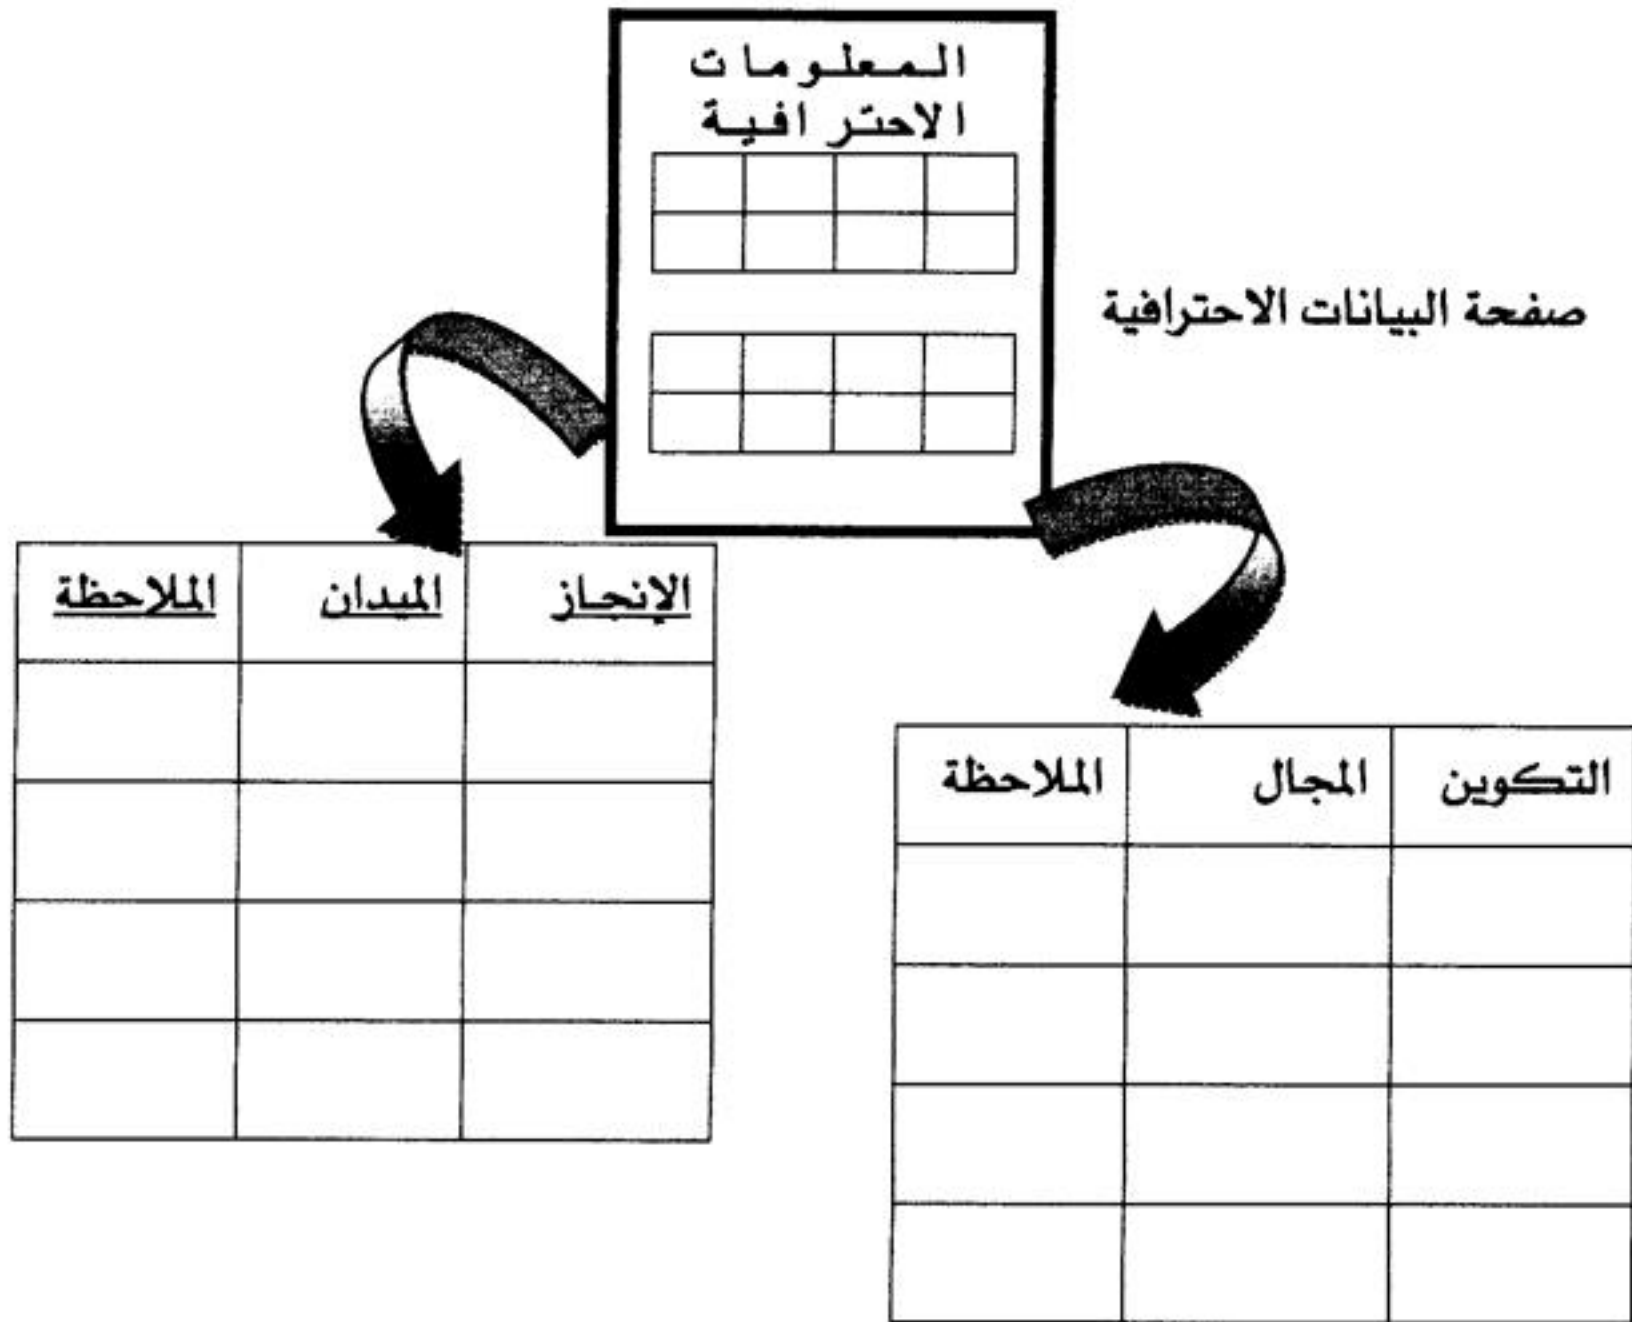 المعلومات
الاحترافية
صفحة البيانات الاحترافية
الإنجاز الميدان الملاحظة
التكوين المجال الملاحظة